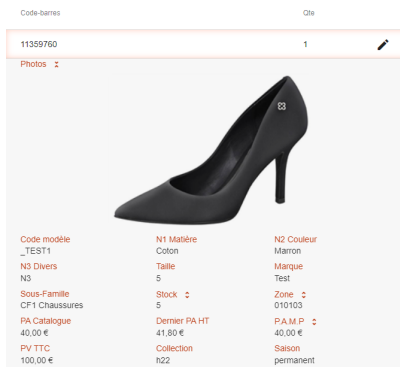 Code-barres Qte
11359760 1
Photos
Code modèle N1 Matière N2 Couleur
_TEST1 Coton Marron
N3 Divers Taille Marque
N3 5 Test
Sous-Famille Stock Zone
CF1 Chaussures 5 010103
PA Catalogue Dernier PA HT P.A.M.P
40,00 € 41,80 € 40,00 €
PV TTC Collection Saison
100,00 € h22 permanent